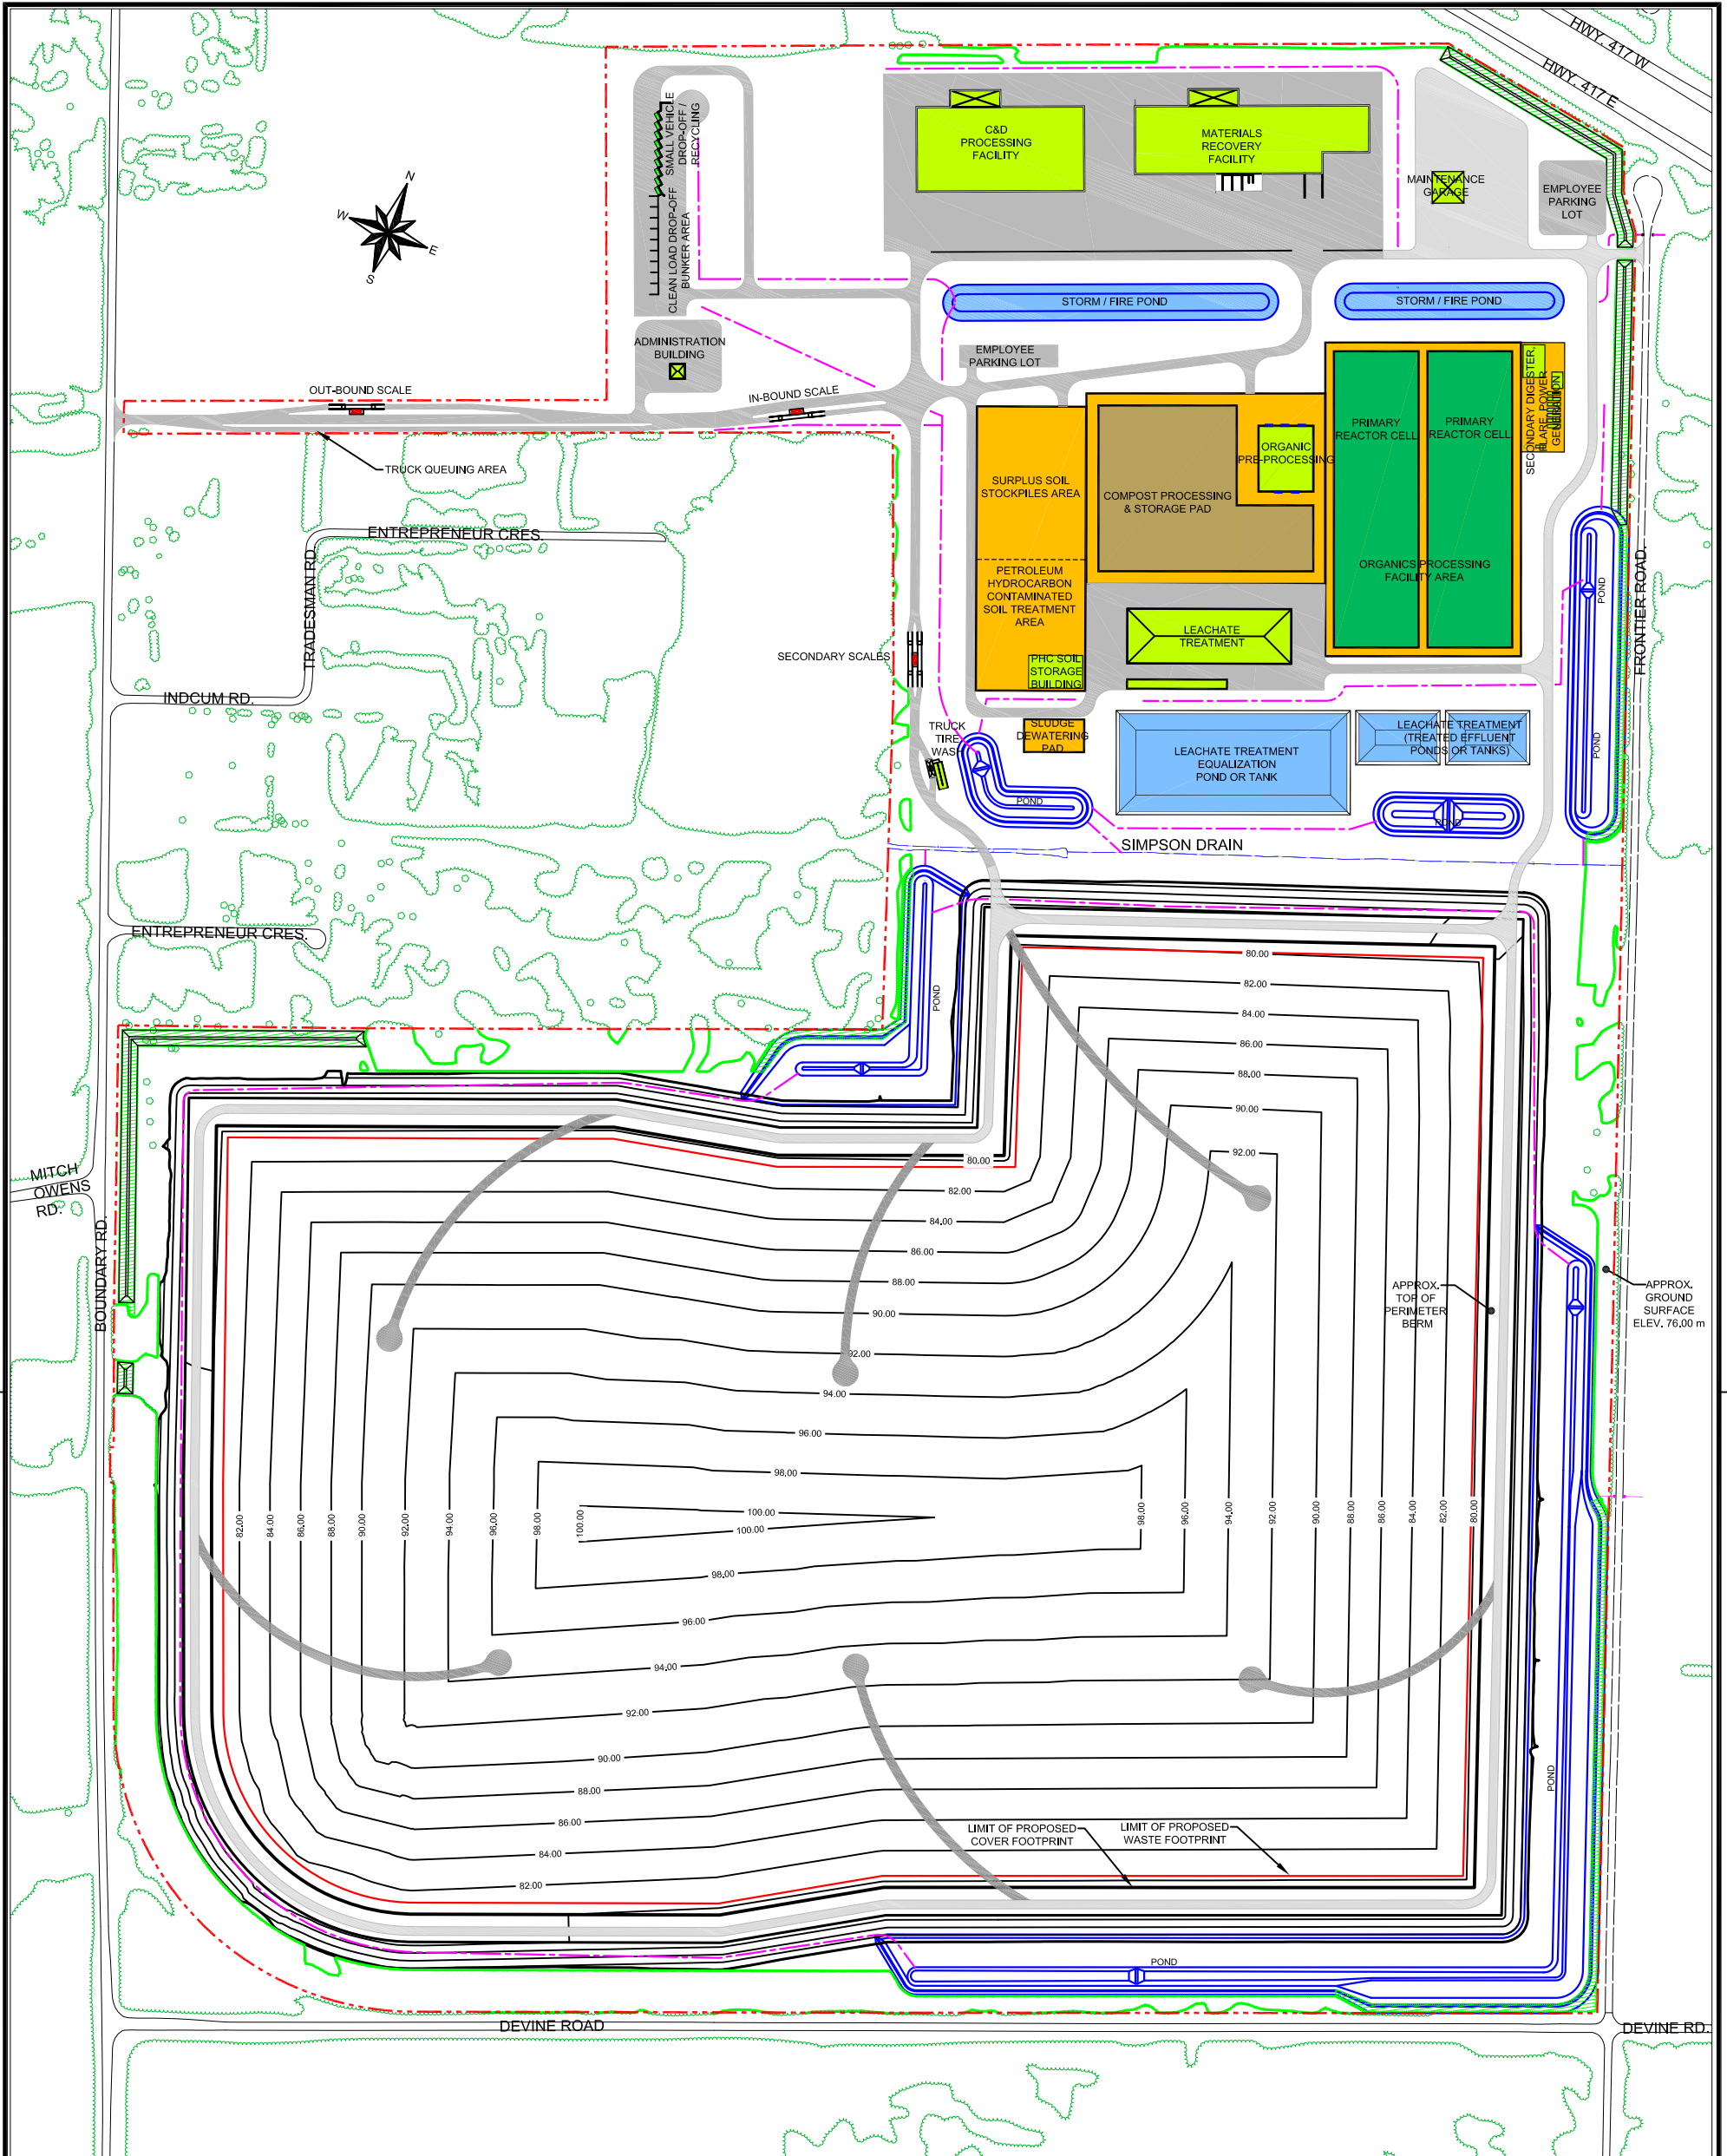 HWY. 417 W
HWY. 417 E
SMALL VEHICLE
DROP-OFF /
RECYCLING
CLEAN LOAD DROP-OFF
BUNKER AREA
C&D
PROCESSING
FACILITY
MATERIALS
RECOVERY
FACILITY
MAINTENANCE
GARAGE
EMPLOYEE
PARKING
LOT
N
W
E
S
STORM / FIRE POND
STORM / FIRE POND
ADMINISTRATION
BUILDING
EMPLOYEE
PARKING LOT
OUT-BOUND SCALE
IN-BOUND SCALE
TRUCK QUEUING AREA
PRIMARY
REACTOR CELL
PRIMARY
REACTOR CELL
SECONDARY DIGESTER,
FLARE, POWER
GENERATION
ORGANIC
PRE-PROCESSING
SURPLUS SOIL
STOCKPILES AREA
COMPOST PROCESSING
& STORAGE PAD
ENTREPRENEUR CRES.
TRADESMAN RD
PETROLEUM
HYDROCARBON
CONTAMINATED
SOIL TREATMENT
AREA
ORGANICS PROCESSING
FACILITY AREA
POND
FRONTIER ROAD.
LEACHATE
TREATMENT
SECONDARY SCALES
PHC SOIL
STORAGE
BUILDING
INDCUM RD.
TRUCK
TIRE
WASH
SLUDGE
DEWATERING
PAD
LEACHATE TREATMENT
EQUALIZATION
POND OR TANK
LEACHATE TREATMENT
(TREATED EFFLUENT
PONDS OR TANKS)
POND
POND
POND
SIMPSON DRAIN
ENTREPRENEUR CRES.
POND
80.00
82.00
84.00
86.00
88.00
90.00
92.00
MITCH
OWENS
RD.
BOUNDARY RD.
80.00
82.00
84.00
86.00
88.00
90.00
92.00
94.00
96.00
98.00
100.00
100.00
APPROX.
TOP OF
PERIMETER
BERM
APPROX.
GROUND
SURFACE
ELEV. 76.00 m
82.00
84.00
86.00
88.00
90.00
92.00
94.00
96.00
98.00
100.00
98.00
96.00
94.00
92.00
90.00
88.00
86.00
84.00
82.00
80.00
98.00
96.00
94.00
92.00
90.00
88.00
86.00
84.00
82.00
POND
LIMIT OF PROPOSED
COVER FOOTPRINT
LIMIT OF PROPOSED
WASTE FOOTPRINT
POND
DEVINE ROAD
DEVINE RD.